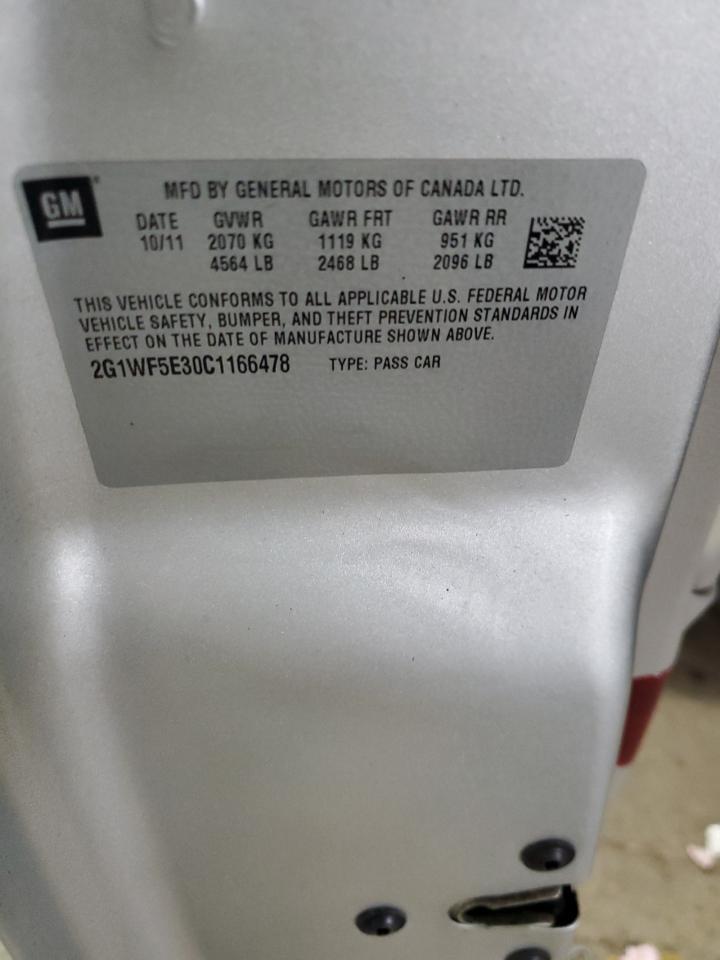 GM
MFD BY GENERAL MOTORS OF CANADA LTD.
DATE GVWR GAWR FRT GAWR RR
10/11 2070 KG 1119 KG 951 KG
4564 LB 2468 LB 2096 LB
THIS VEHICLE CONFORMS TO ALL APPLICABLE U.S. FEDERAL MOTOR
VEHICLE SAFETY, BUMPER, AND THEFT PREVENTION STANDARDS IN
EFFECT ON THE DATE OF MANUFACTURE SHOWN ABOVE.
2G1WF5E30C1166478 TYPE: PASS CAR